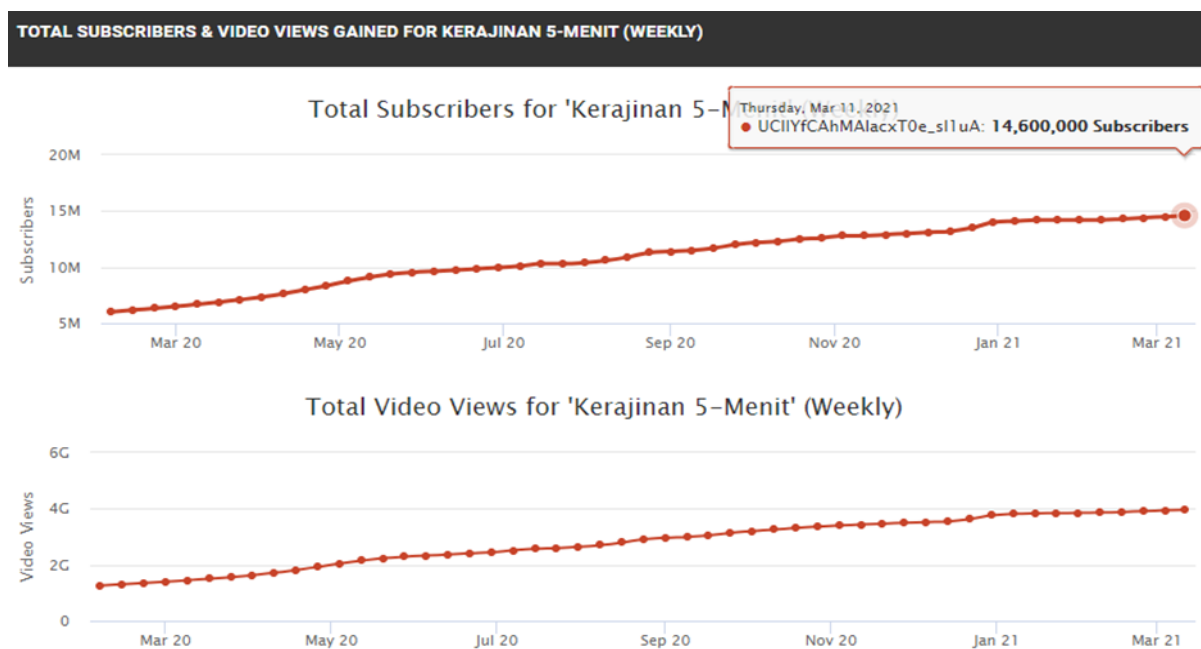 TOTAL SUBSCRIBERS & VIDEO VIEWS GAINED FOR KERAJINAN 5-MENIT (WEEKLY)
Total Subscribers for 'Kerajinan 5-Menit' (Weekly)
Thursday, Mar 11, 2021
● UCIIYfCAhMAIacxT0e_sI1uA: 14,600,000 Subscribers
20M
15M
10M
5M
Subscribers
Mar 20 May 20 Jul 20 Sep 20 Nov 20 Jan 21 Mar 21
Total Video Views for 'Kerajinan 5-Menit' (Weekly)
6G
4G
2G
0
Video Views
Mar 20 May 20 Jul 20 Sep 20 Nov 20 Jan 21 Mar 21